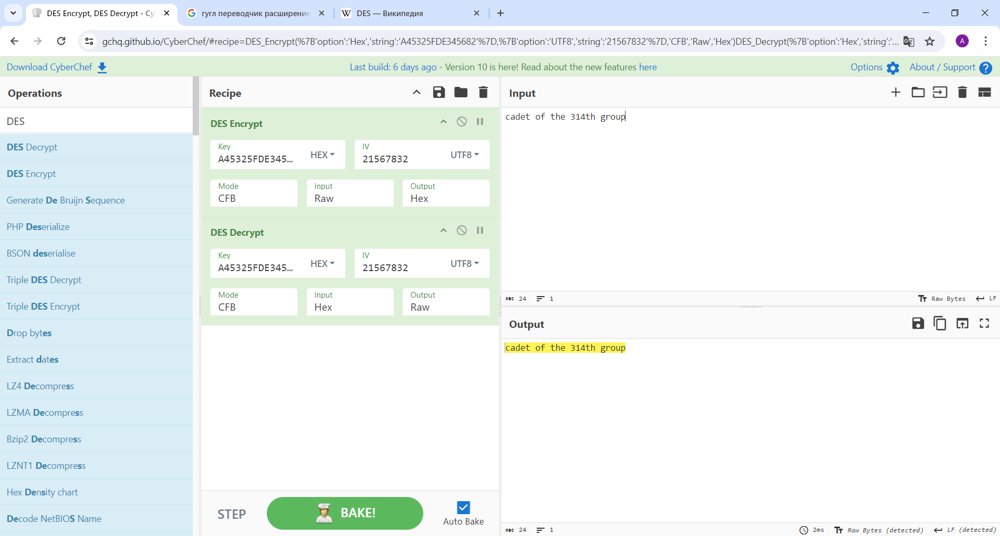 DES Encrypt, DES Decrypt - Cy
гугл переводчик расширение
W DES — Википедия
gchq.github.io/CyberChef/#recipe=DES_Encrypt(%7B'option':'Hex','string':'A45325FDE345682'%7D,%7B'option':'UTF8','string':'21567832'%7D,'CFB','Raw','Hex')DES_Decrypt(%7B'option':'Hex','string':'...
A
Download CyberChef
Last build: 6 days ago - Version 10 is here! Read about the new features here
Options
About / Support ?
Operations
DES
DES Decrypt
DES Encrypt
Generate De Bruijn Sequence
PHP Deserialize
BSON deserialise
Triple DES Decrypt
Triple DES Encrypt
Drop bytes
Extract dates
LZ4 Decompress
LZMA Decompress
Bzip2 Decompress
LZNT1 Decompress
Hex Density chart
Decode NetBIOS Name
Recipe
DES Encrypt
Key
A45325FDE345... HEX
IV
21567832 UTF8
Mode
CFB
Input
Raw
Output
Hex
DES Decrypt
Key
A45325FDE345... HEX
IV
21567832 UTF8
Mode
CFB
Input
Hex
Output
Raw
STEP
BAKE!
Auto Bake
Input
cadet of the 314th group
ABC 24 1
Tт Raw Bytes LF
Output
cadet of the 314th group
ABC 24 1
2ms Tт Raw Bytes (detected) LF (detected)